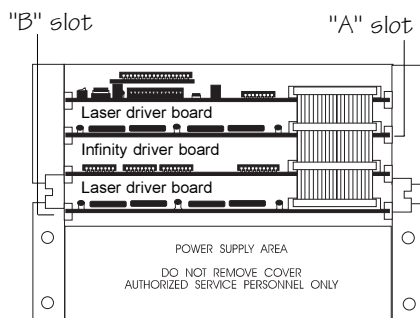 "B" slot
"A" slot
Laser driver board
Infinity driver board
Laser driver board
POWER SUPPLY AREA
DO NOT REMOVE COVER
AUTHORIZED SERVICE PERSONNEL ONLY